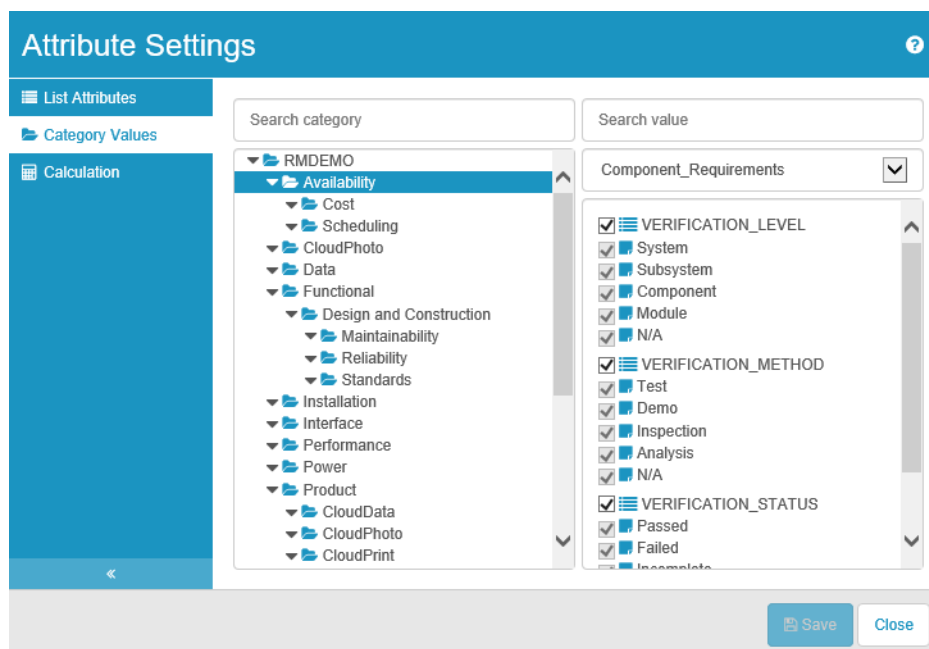 Attribute Settings
List Attributes
Category Values
Calculation
Search category
RMDEMO
Availability
Cost
Scheduling
CloudPhoto
Data
Functional
Design and Construction
Maintainability
Reliability
Standards
Installation
Interface
Performance
Power
Product
CloudData
CloudPhoto
CloudPrint
Search value
Component_Requirements
VERIFICATION_LEVEL
System
Subsystem
Component
Module
N/A
VERIFICATION_METHOD
Test
Demo
Inspection
Analysis
N/A
VERIFICATION_STATUS
Passed
Failed
Incomplete
Save
Close